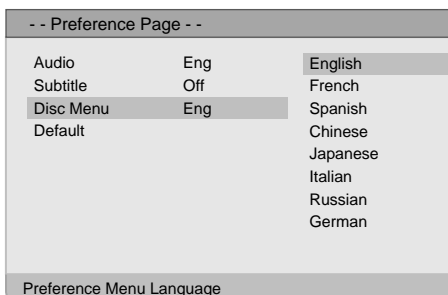 - - Preference Page - -
Audio Eng
Subtitle Off
Disc Menu Eng
Default
English
French
Spanish
Chinese
Japanese
Italian
Russian
German
Preference Menu Language